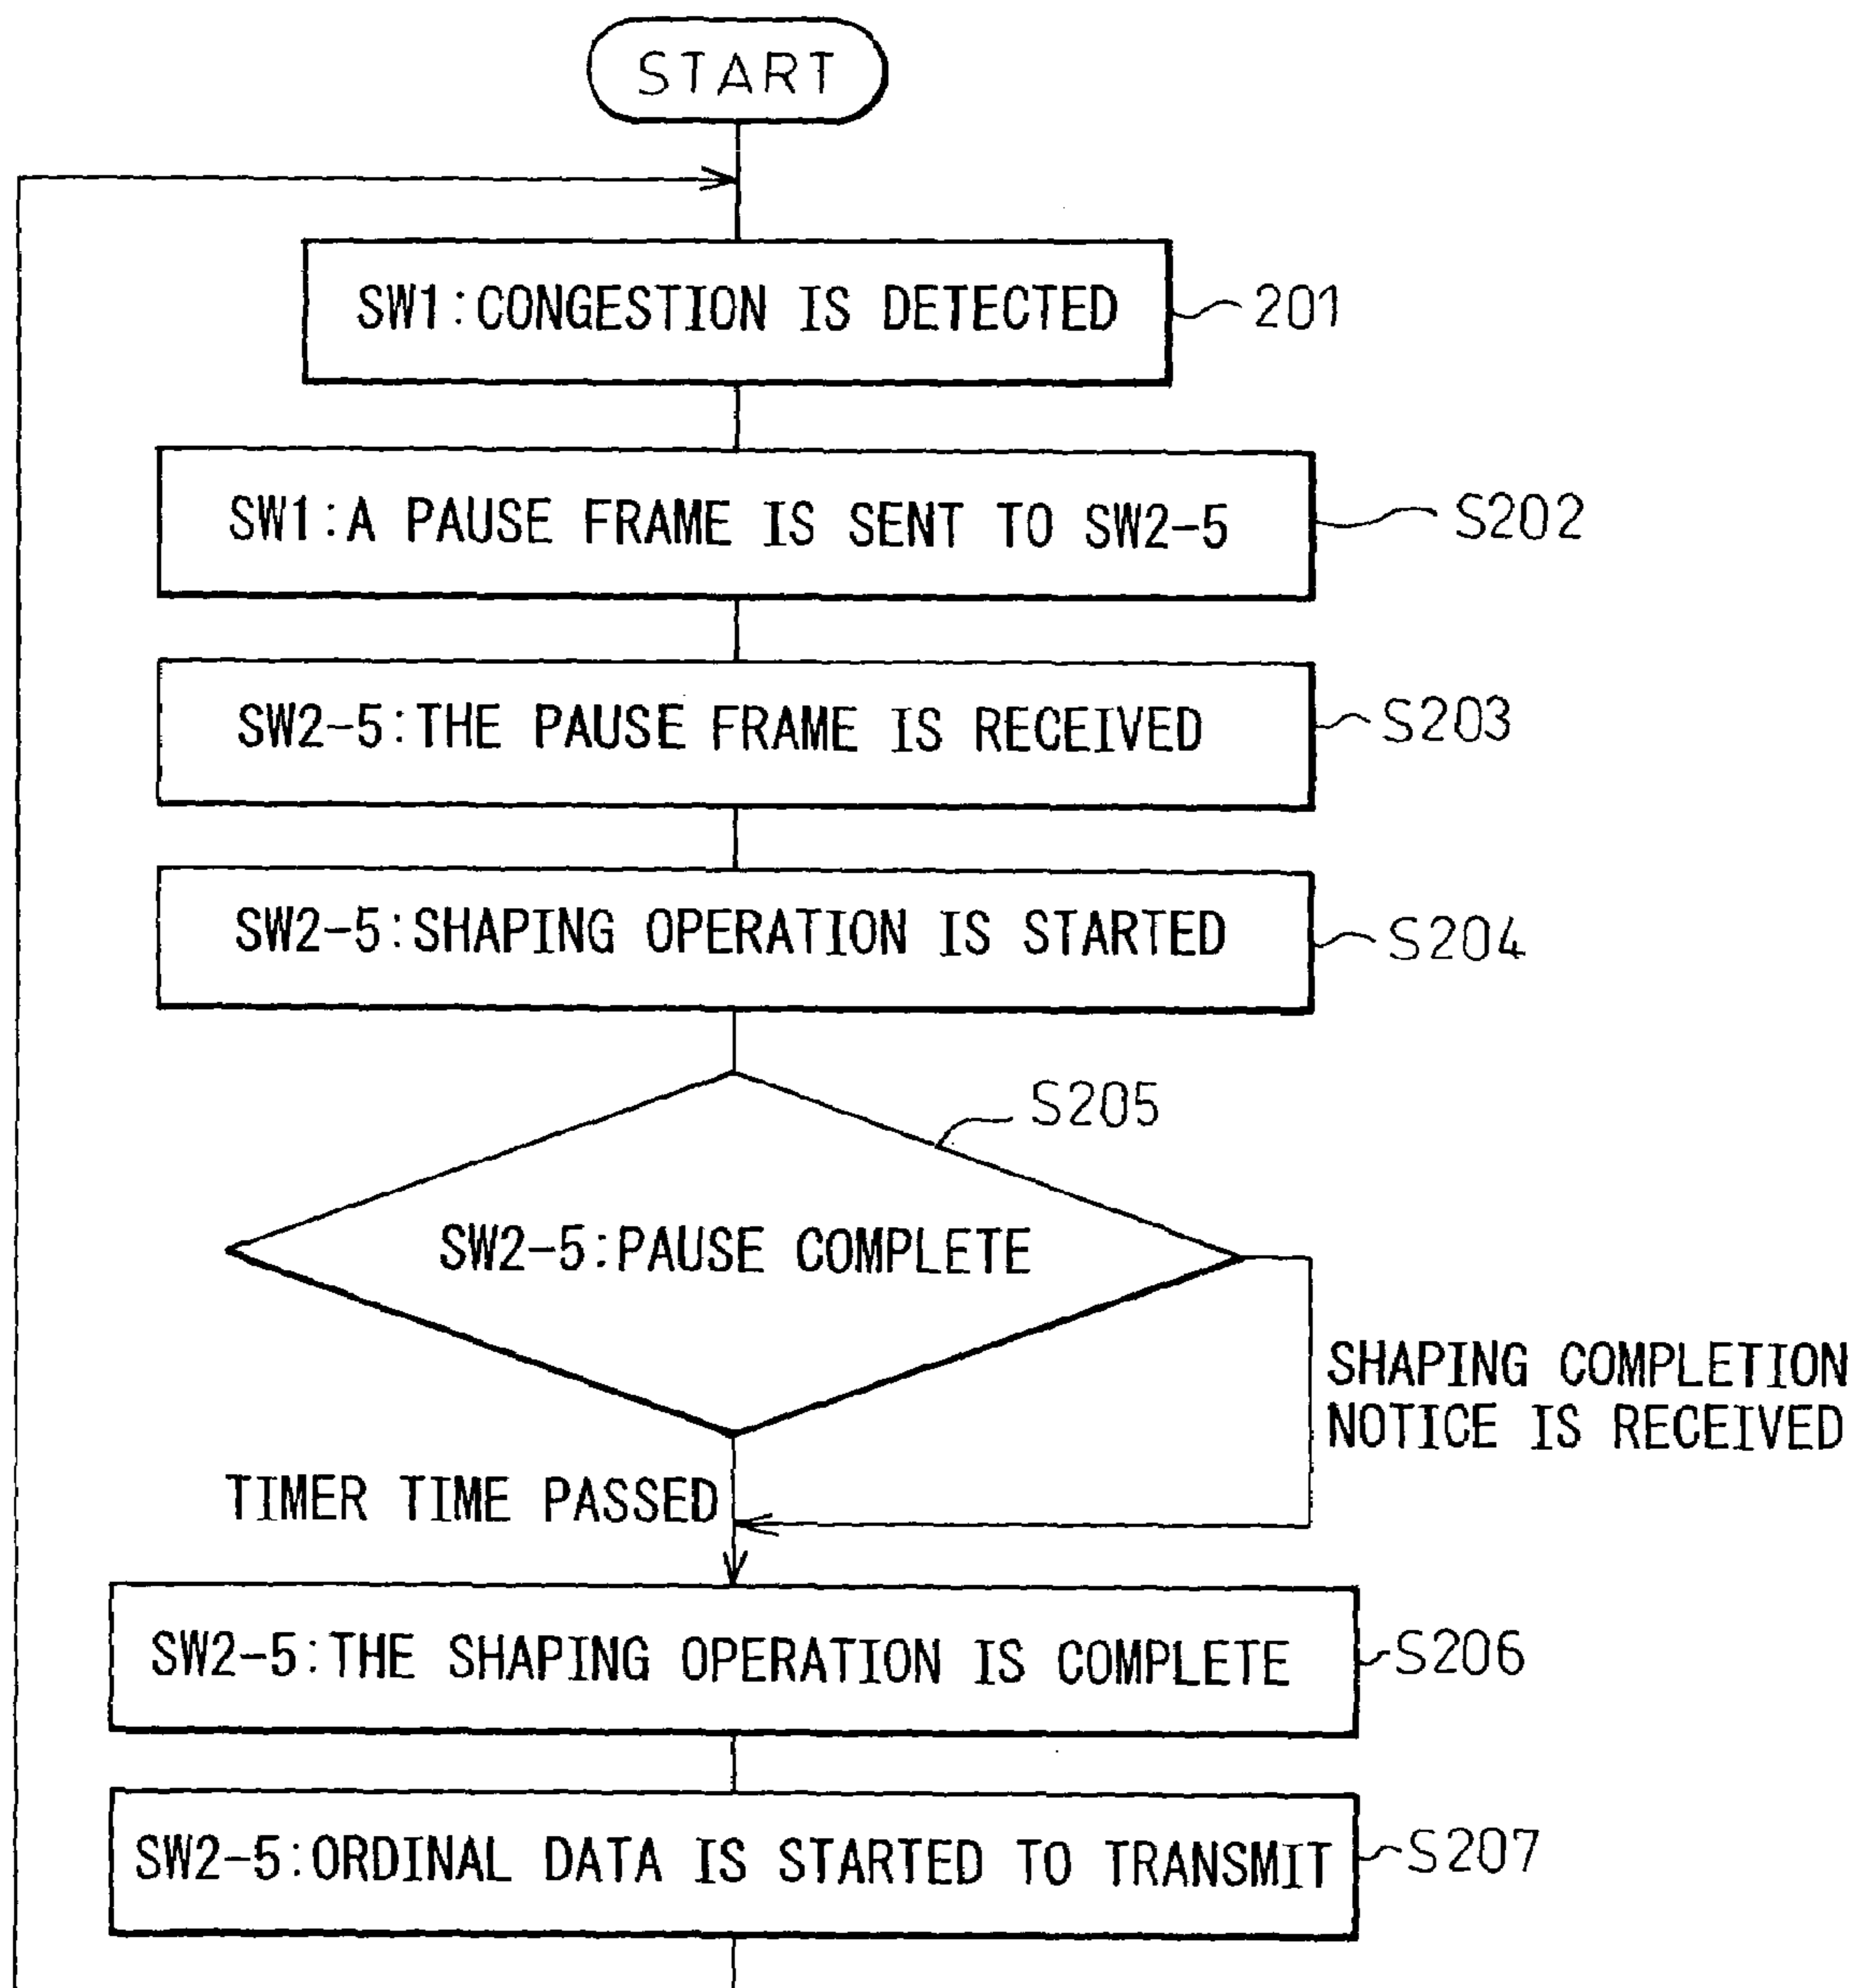 START
SW1:CONGESTION IS DETECTED
201
SW1:A PAUSE FRAME IS SENT TO SW2-5
S202
SW2-5:THE PAUSE FRAME IS RECEIVED
S203
SW2-5:SHAPING OPERATION IS STARTED
S204
S205
SW2-5:PAUSE COMPLETE
SHAPING COMPLETION
NOTICE IS RECEIVED
TIMER TIME PASSED
SW2-5:THE SHAPING OPERATION IS COMPLETE
S206
SW2-5:ORDINAL DATA IS STARTED TO TRANSMIT
S207